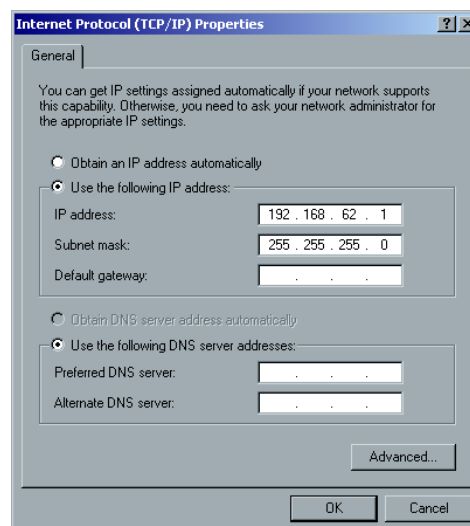 Internet Protocol (TCP/IP) Properties
General
You can get IP settings assigned automatically if your network supports
this capability. Otherwise, you need to ask your network administrator for
the appropriate IP settings.
Obtain an IP address automatically
Use the following IP address:
IP address: 192 . 168 . 62 . 1
Subnet mask: 255 . 255 . 255 . 0
Default gateway: . . .
Obtain DNS server address automatically
Use the following DNS server addresses:
Preferred DNS server: . . .
Alternate DNS server: . . .
Advanced...
OK Cancel